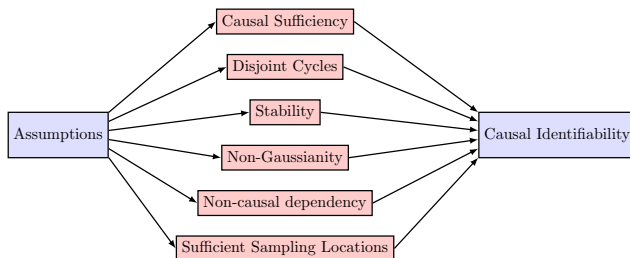 Assumptions
Causal Sufficiency
Disjoint Cycles
Stability
Non-Gaussianity
Non-causal dependency
Sufficient Sampling Locations
Causal Identifiability